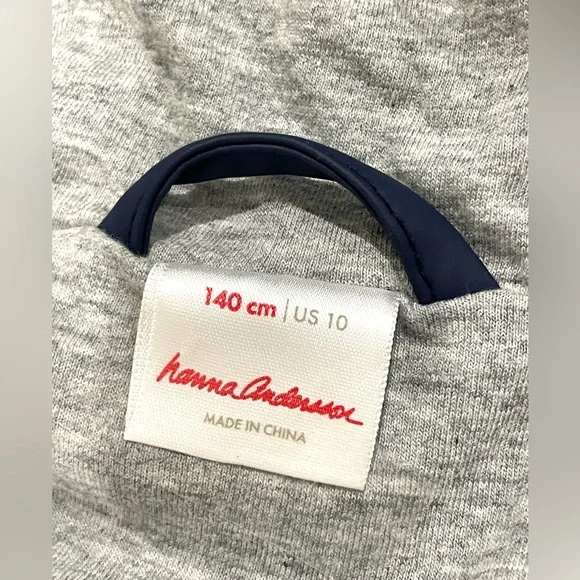 140 cm | US 10
hanna Andersson
MADE IN CHINA